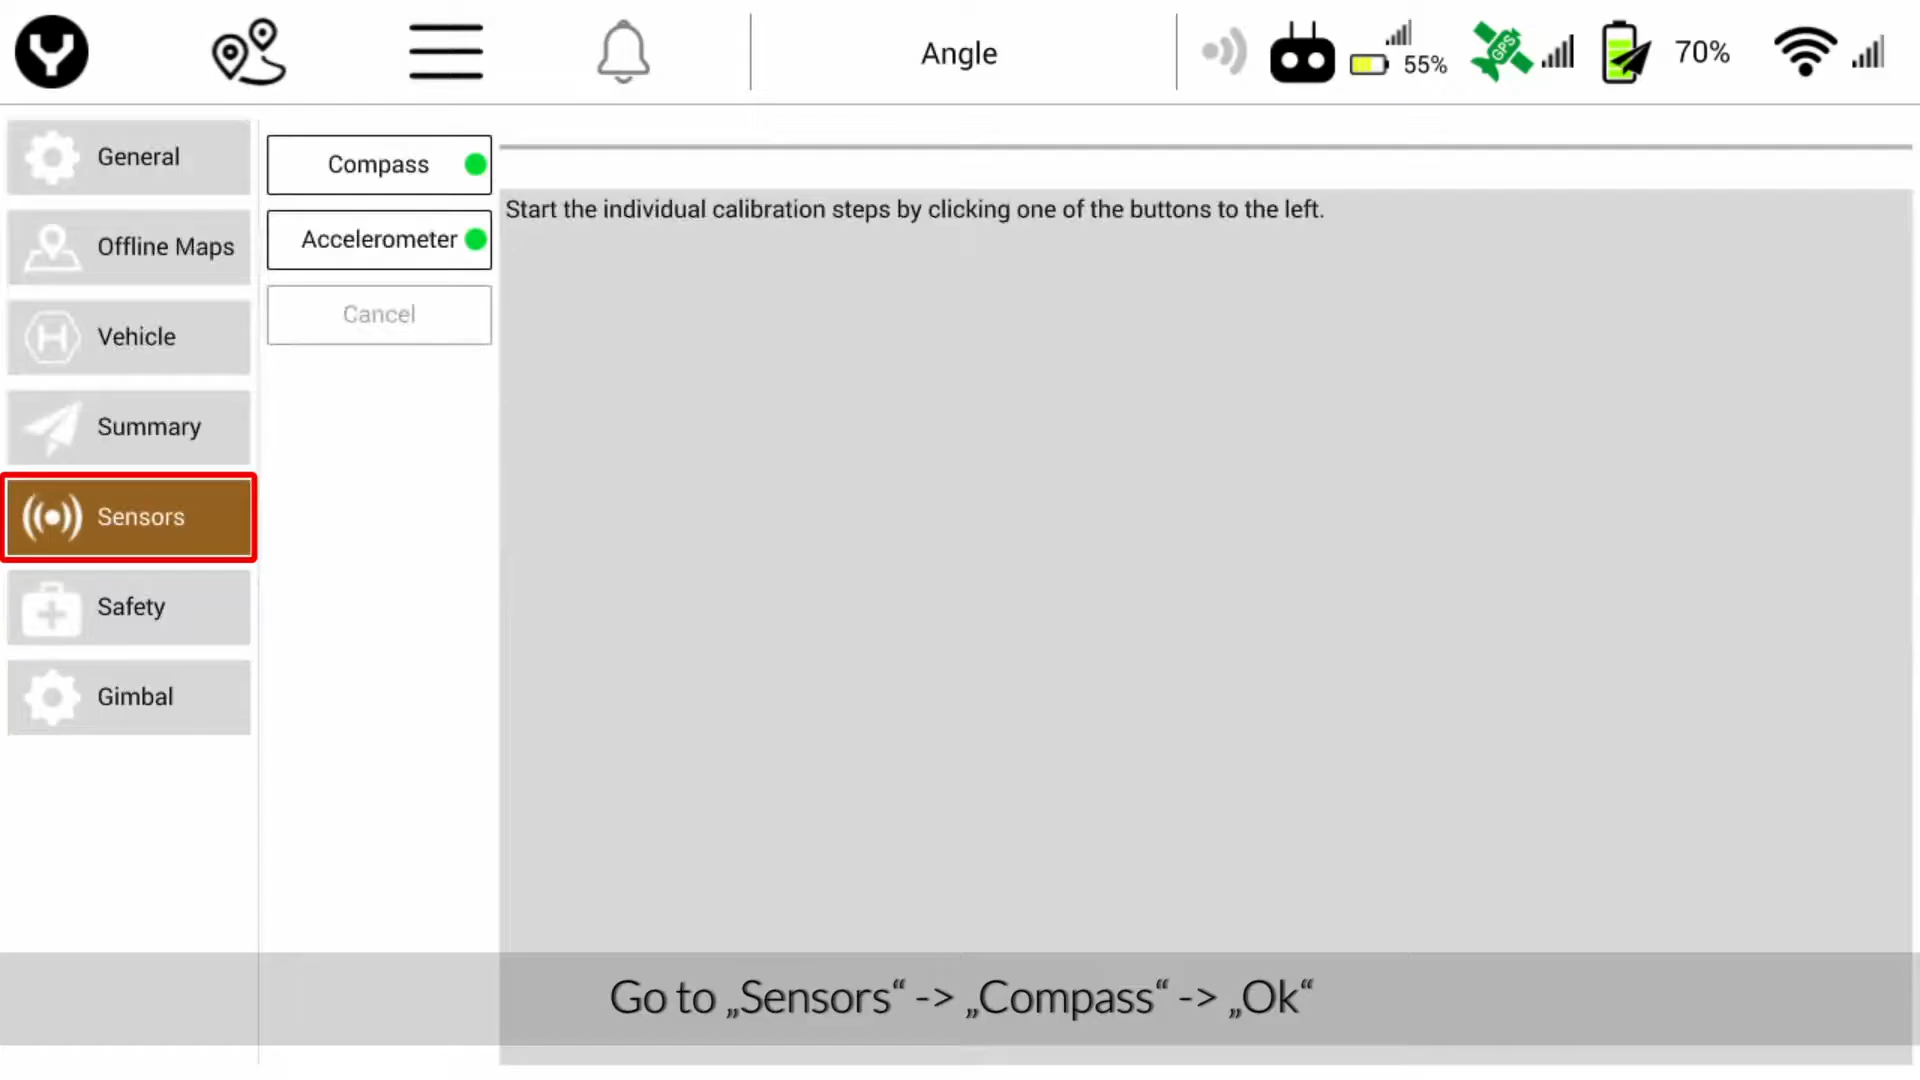 Angle
55%
GPS
70%
General
Offline Maps
Vehicle
Summary
Sensors
Safety
Gimbal
Compass
Accelerometer
Cancel
Start the individual calibration steps by clicking one of the buttons to the left.
Go to „Sensors“ -> „Compass“ -> „Ok“